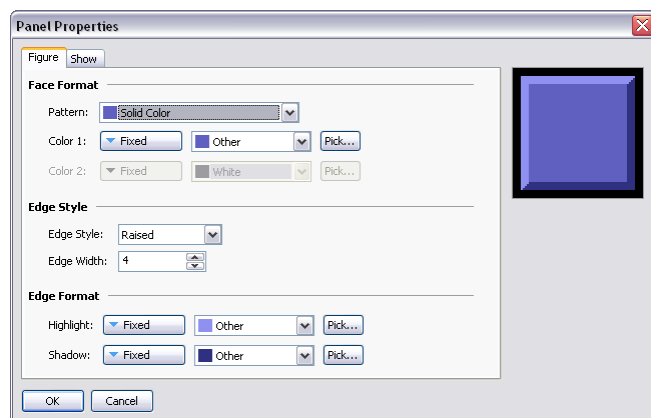 Panel Properties
Figure Show
Face Format
Pattern: Solid Color
Color 1: Fixed Other Pick...
Color 2: Fixed White Pick...
Edge Style
Edge Style: Raised
Edge Width: 4
Edge Format
Highlight: Fixed Other Pick...
Shadow: Fixed Other Pick...
OK Cancel